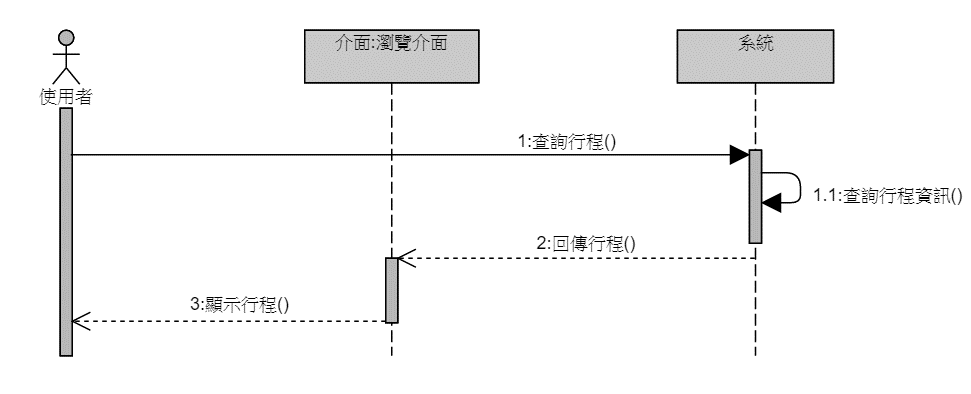 介面:瀏覽介面
系統
使用者
1:查詢行程()
1.1:查詢行程資訊()
2:回傳行程()
3:顯示行程()